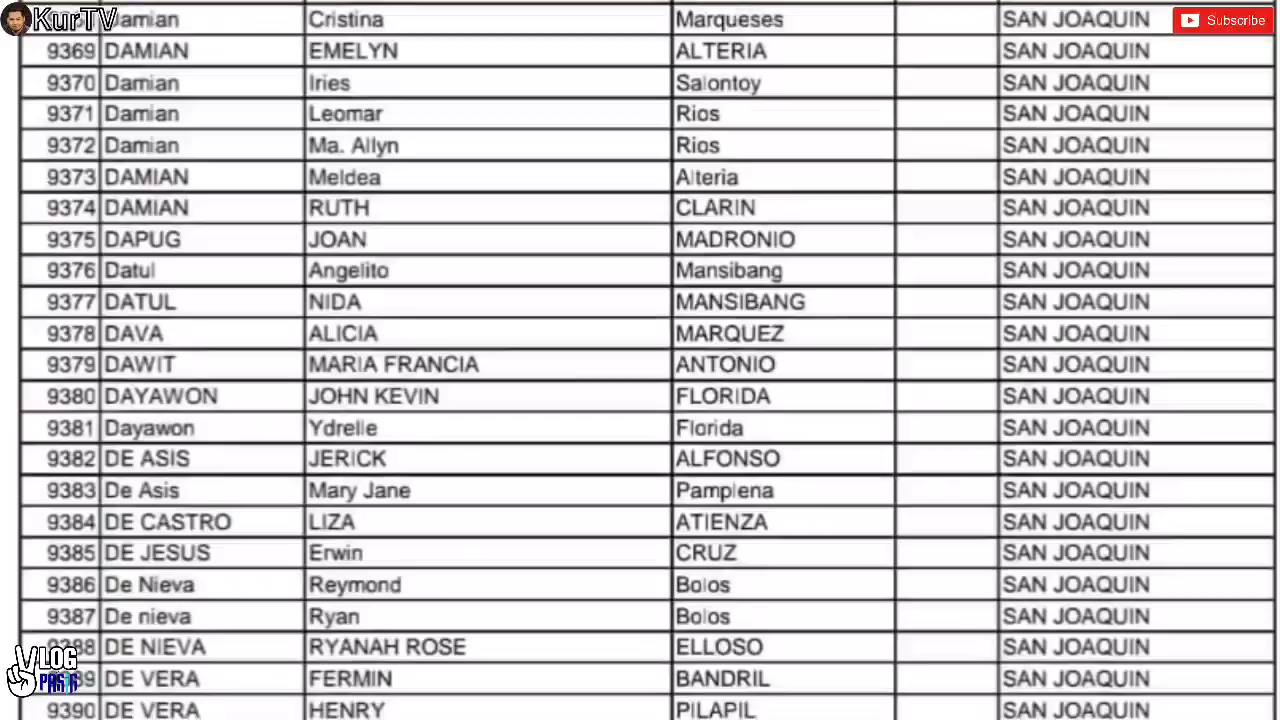 KurTV
Subscribe
Damian Cristina Marqueses SAN JOAQUIN
9369 DAMIAN EMELYN ALTERIA SAN JOAQUIN
9370 Damian Iries Salontoy SAN JOAQUIN
9371 Damian Leomar Rios SAN JOAQUIN
9372 Damian Ma. Allyn Rios SAN JOAQUIN
9373 DAMIAN Meldea Alteria SAN JOAQUIN
9374 DAMIAN RUTH CLARIN SAN JOAQUIN
9375 DAPUG JOAN MADRONIO SAN JOAQUIN
9376 Datul Angelito Mansibang SAN JOAQUIN
9377 DATUL NIDA MANSIBANG SAN JOAQUIN
9378 DAVA ALICIA MARQUEZ SAN JOAQUIN
9379 DAWIT MARIA FRANCIA ANTONIO SAN JOAQUIN
9380 DAYAWON JOHN KEVIN FLORIDA SAN JOAQUIN
9381 Dayawon Ydrelle Florida SAN JOAQUIN
9382 DE ASIS JERICK ALFONSO SAN JOAQUIN
9383 De Asis Mary Jane Pamplena SAN JOAQUIN
9384 DE CASTRO LIZA ATIENZA SAN JOAQUIN
9385 DE JESUS Erwin CRUZ SAN JOAQUIN
9386 De Nieva Reymond Bolos SAN JOAQUIN
9387 De nieva Ryan Bolos SAN JOAQUIN
9388 DE NIEVA RYANAH ROSE ELLOSO SAN JOAQUIN
DE VERA FERMIN BANDRIL SAN JOAQUIN
9390 DE VERA HENRY PILAPIL SAN JOAQUIN
VLOG